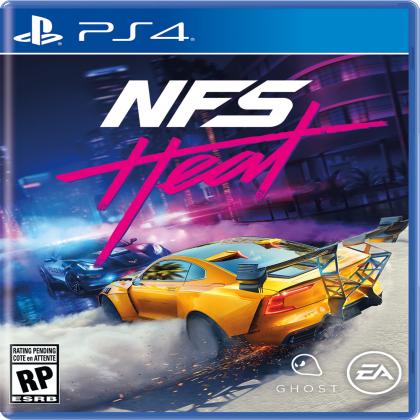 PS4
NFS
Heat
RATING PENDING
COTE en ATTENTE
RP
ESRB
GHOST
EA